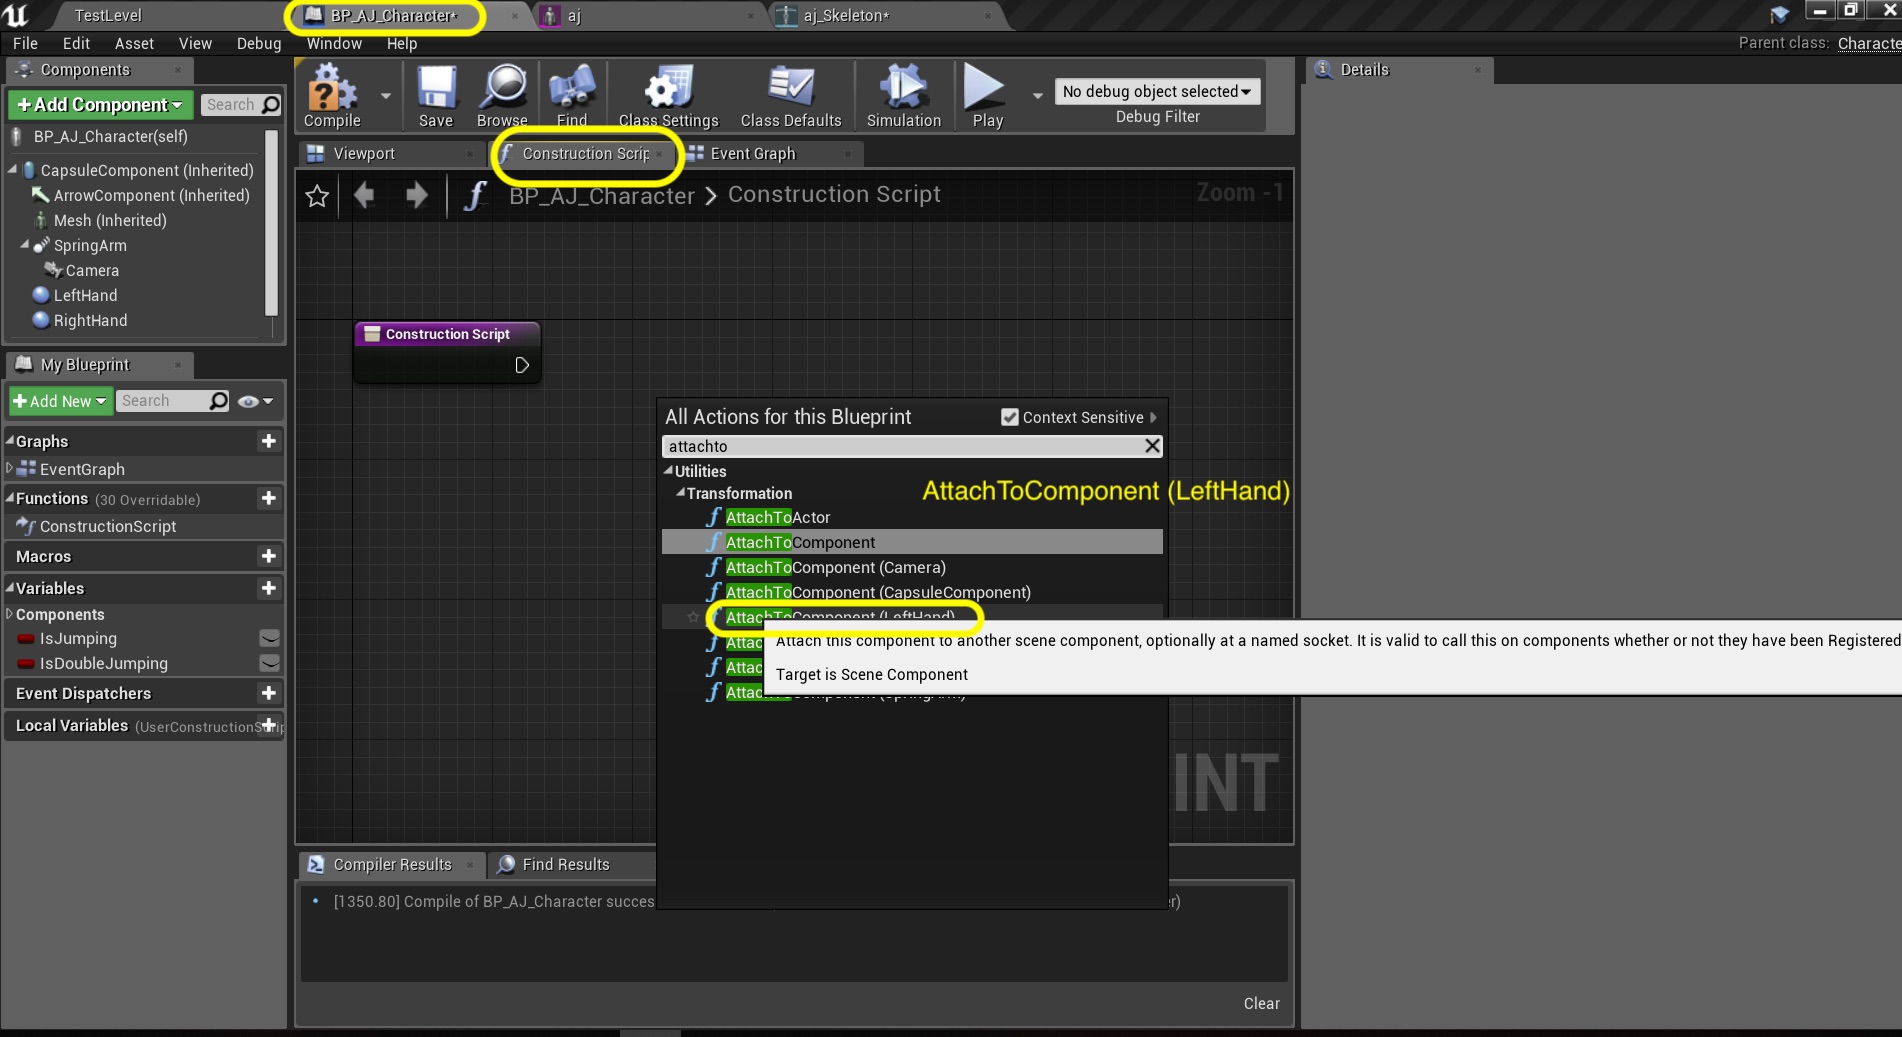 TestLevel
BP_AJ_Character*
aj
aj_Skeleton*
File Edit Asset View Debug Window Help
Parent class: Characte
Components
+Add Component
Search
BP_AJ_Character(self)
CapsuleComponent (Inherited)
ArrowComponent (Inherited)
Mesh (Inherited)
SpringArm
Camera
LeftHand
RightHand
My Blueprint
+Add New
Search
Graphs
EventGraph
Functions (30 Overridable)
ConstructionScript
Macros
Variables
Components
IsJumping
IsDoubleJumping
Event Dispatchers
Local Variables (UserConstructionScrip
Compile Save Browse Find Class Settings Class Defaults Simulation Play
No debug object selected
Debug Filter
Viewport
Construction Scrip
Event Graph
BP_AJ_Character > Construction Script
Zoom -1
Construction Script
All Actions for this Blueprint
Context Sensitive
attachto
Utilities
Transformation
AttachToComponent (LeftHand)
AttachToActor
AttachToComponent
AttachToComponent (Camera)
AttachToComponent (CapsuleComponent)
AttachToComponent (LeftHand)
Attac
Attac
AttachToComponent (SpringArm)
Attach this component to another scene component, optionally at a named socket. It is valid to call this on components whether or not they have been Registered
Target is Scene Component
INT
Compiler Results
Find Results
[1350.80] Compile of BP_AJ_Character succes
er)
Clear
Details